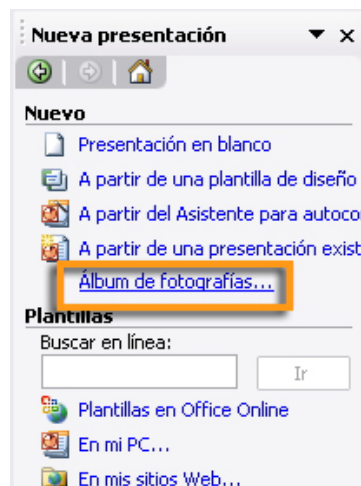 Nueva presentación
Nuevo
Presentación en blanco
A partir de una plantilla de diseño
A partir del Asistente para autoco
A partir de una presentación exist
Álbum de fotografías...
Plantillas
Buscar en línea:
Ir
Plantillas en Office Online
En mi PC...
En mis sitios Web...